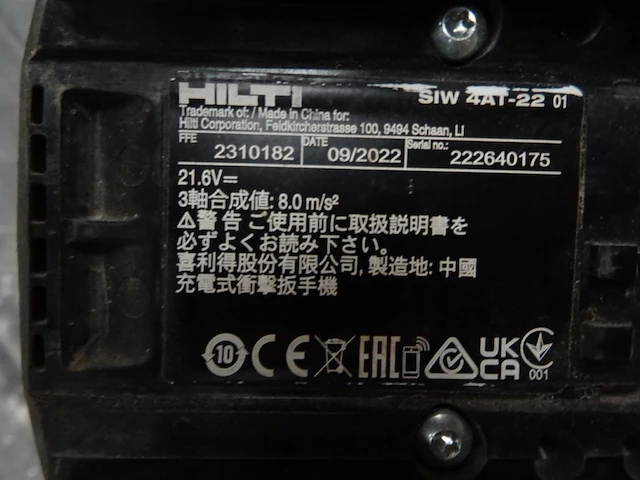 HILTI SIW 4AT-22 01
Trademark of: / Made in China for:
Hilti Corporation, Feldkircherstrasse 100, 9494 Schaan, LI
FFE 2310182 DATE 09/2022 Serial no.: 222640175
21.6V⎓
3軸合成値: 8.0 m/s²
⚠警告 ご使用前に取扱説明書を
必ずよくお読み下さい。
喜利得股份有限公司, 製造地: 中國
充電式衝擊扳手機
10 CE EAC UK CA 001